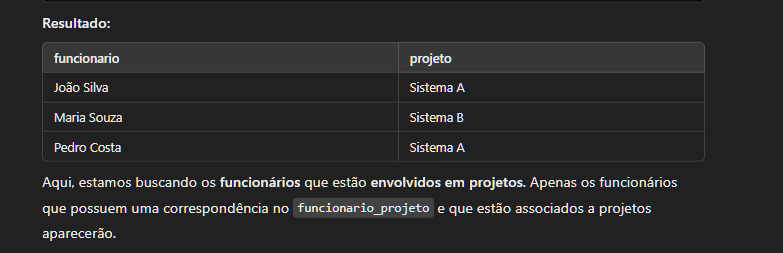 Resultado:
funcionario projeto
João Silva Sistema A
Maria Souza Sistema B
Pedro Costa Sistema A
Aqui, estamos buscando os funcionários que estão envolvidos em projetos. Apenas os funcionários
que possuem uma correspondência no funcionario_projeto e que estão associados a projetos
aparecerão.